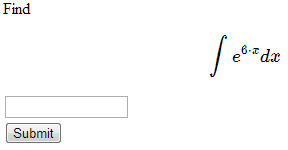 Find
∫ e^{6·x} dx
Submit